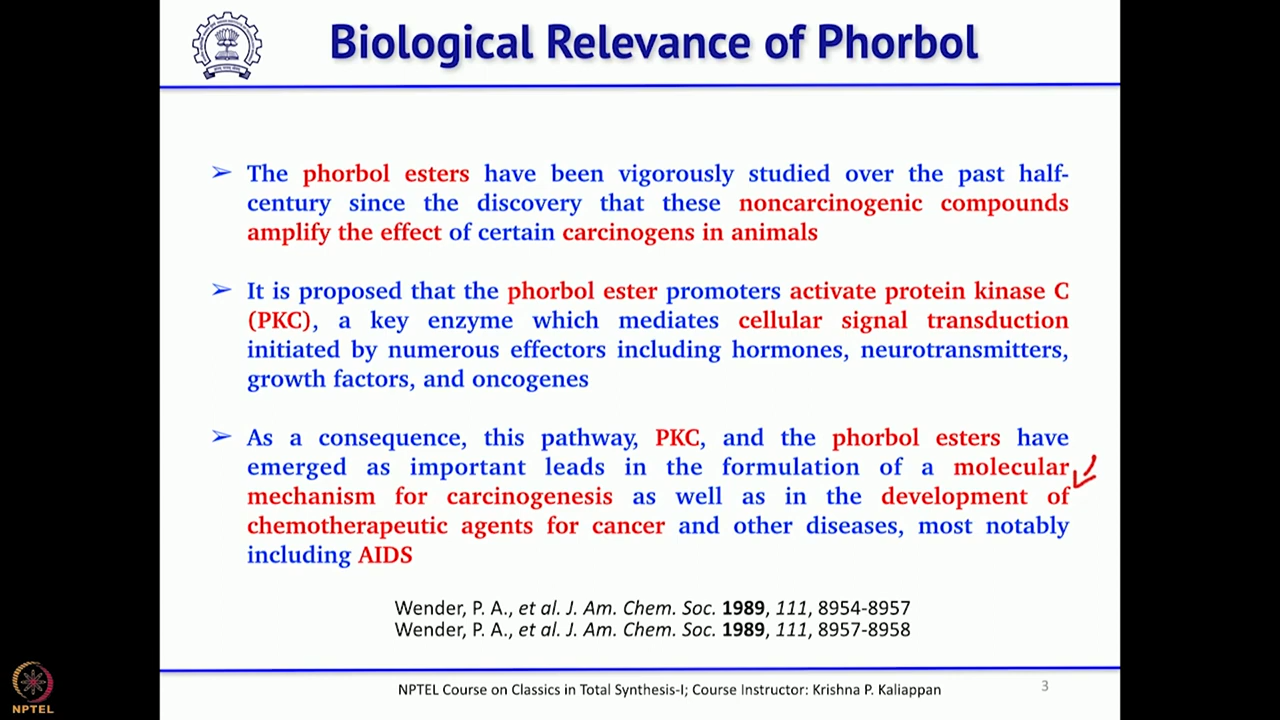 Biological Relevance of Phorbol
➢ The phorbol esters have been vigorously studied over the past half-
century since the discovery that these noncarcinogenic compounds
amplify the effect of certain carcinogens in animals
➢ It is proposed that the phorbol ester promoters activate protein kinase C
(PKC), a key enzyme which mediates cellular signal transduction
initiated by numerous effectors including hormones, neurotransmitters,
growth factors, and oncogenes
➢ As a consequence, this pathway, PKC, and the phorbol esters have
emerged as important leads in the formulation of a molecular
mechanism for carcinogenesis as well as in the development of
chemotherapeutic agents for cancer and other diseases, most notably
including AIDS
Wender, P. A., et al. J. Am. Chem. Soc. 1989, 111, 8954-8957
Wender, P. A., et al. J. Am. Chem. Soc. 1989, 111, 8957-8958
NPTEL Course on Classics in Total Synthesis-I; Course Instructor: Krishna P. Kaliappan
3
NPTEL